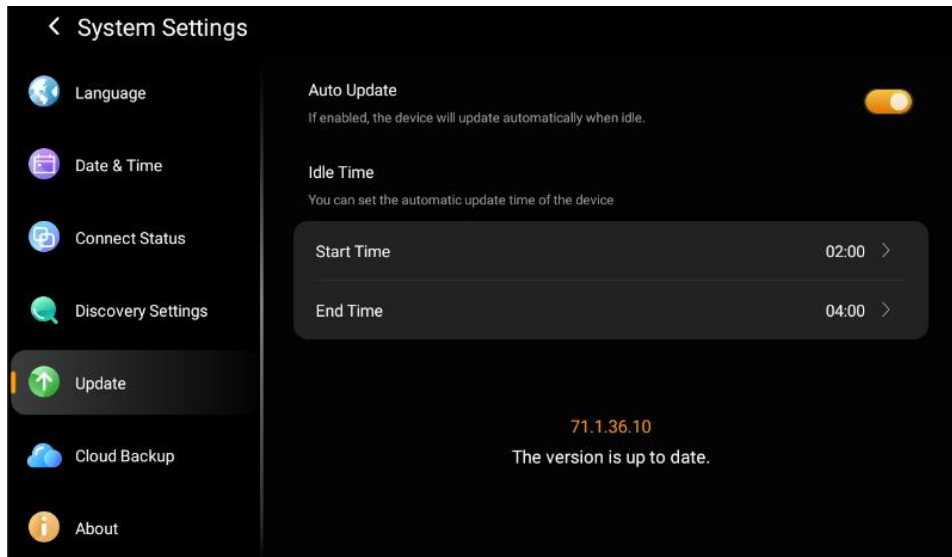 System Settings
Language
Date & Time
Connect Status
Discovery Settings
Update
Cloud Backup
About
Auto Update
If enabled, the device will update automatically when idle.
Idle Time
You can set the automatic update time of the device
Start Time 02:00
End Time 04:00
71.1.36.10
The version is up to date.